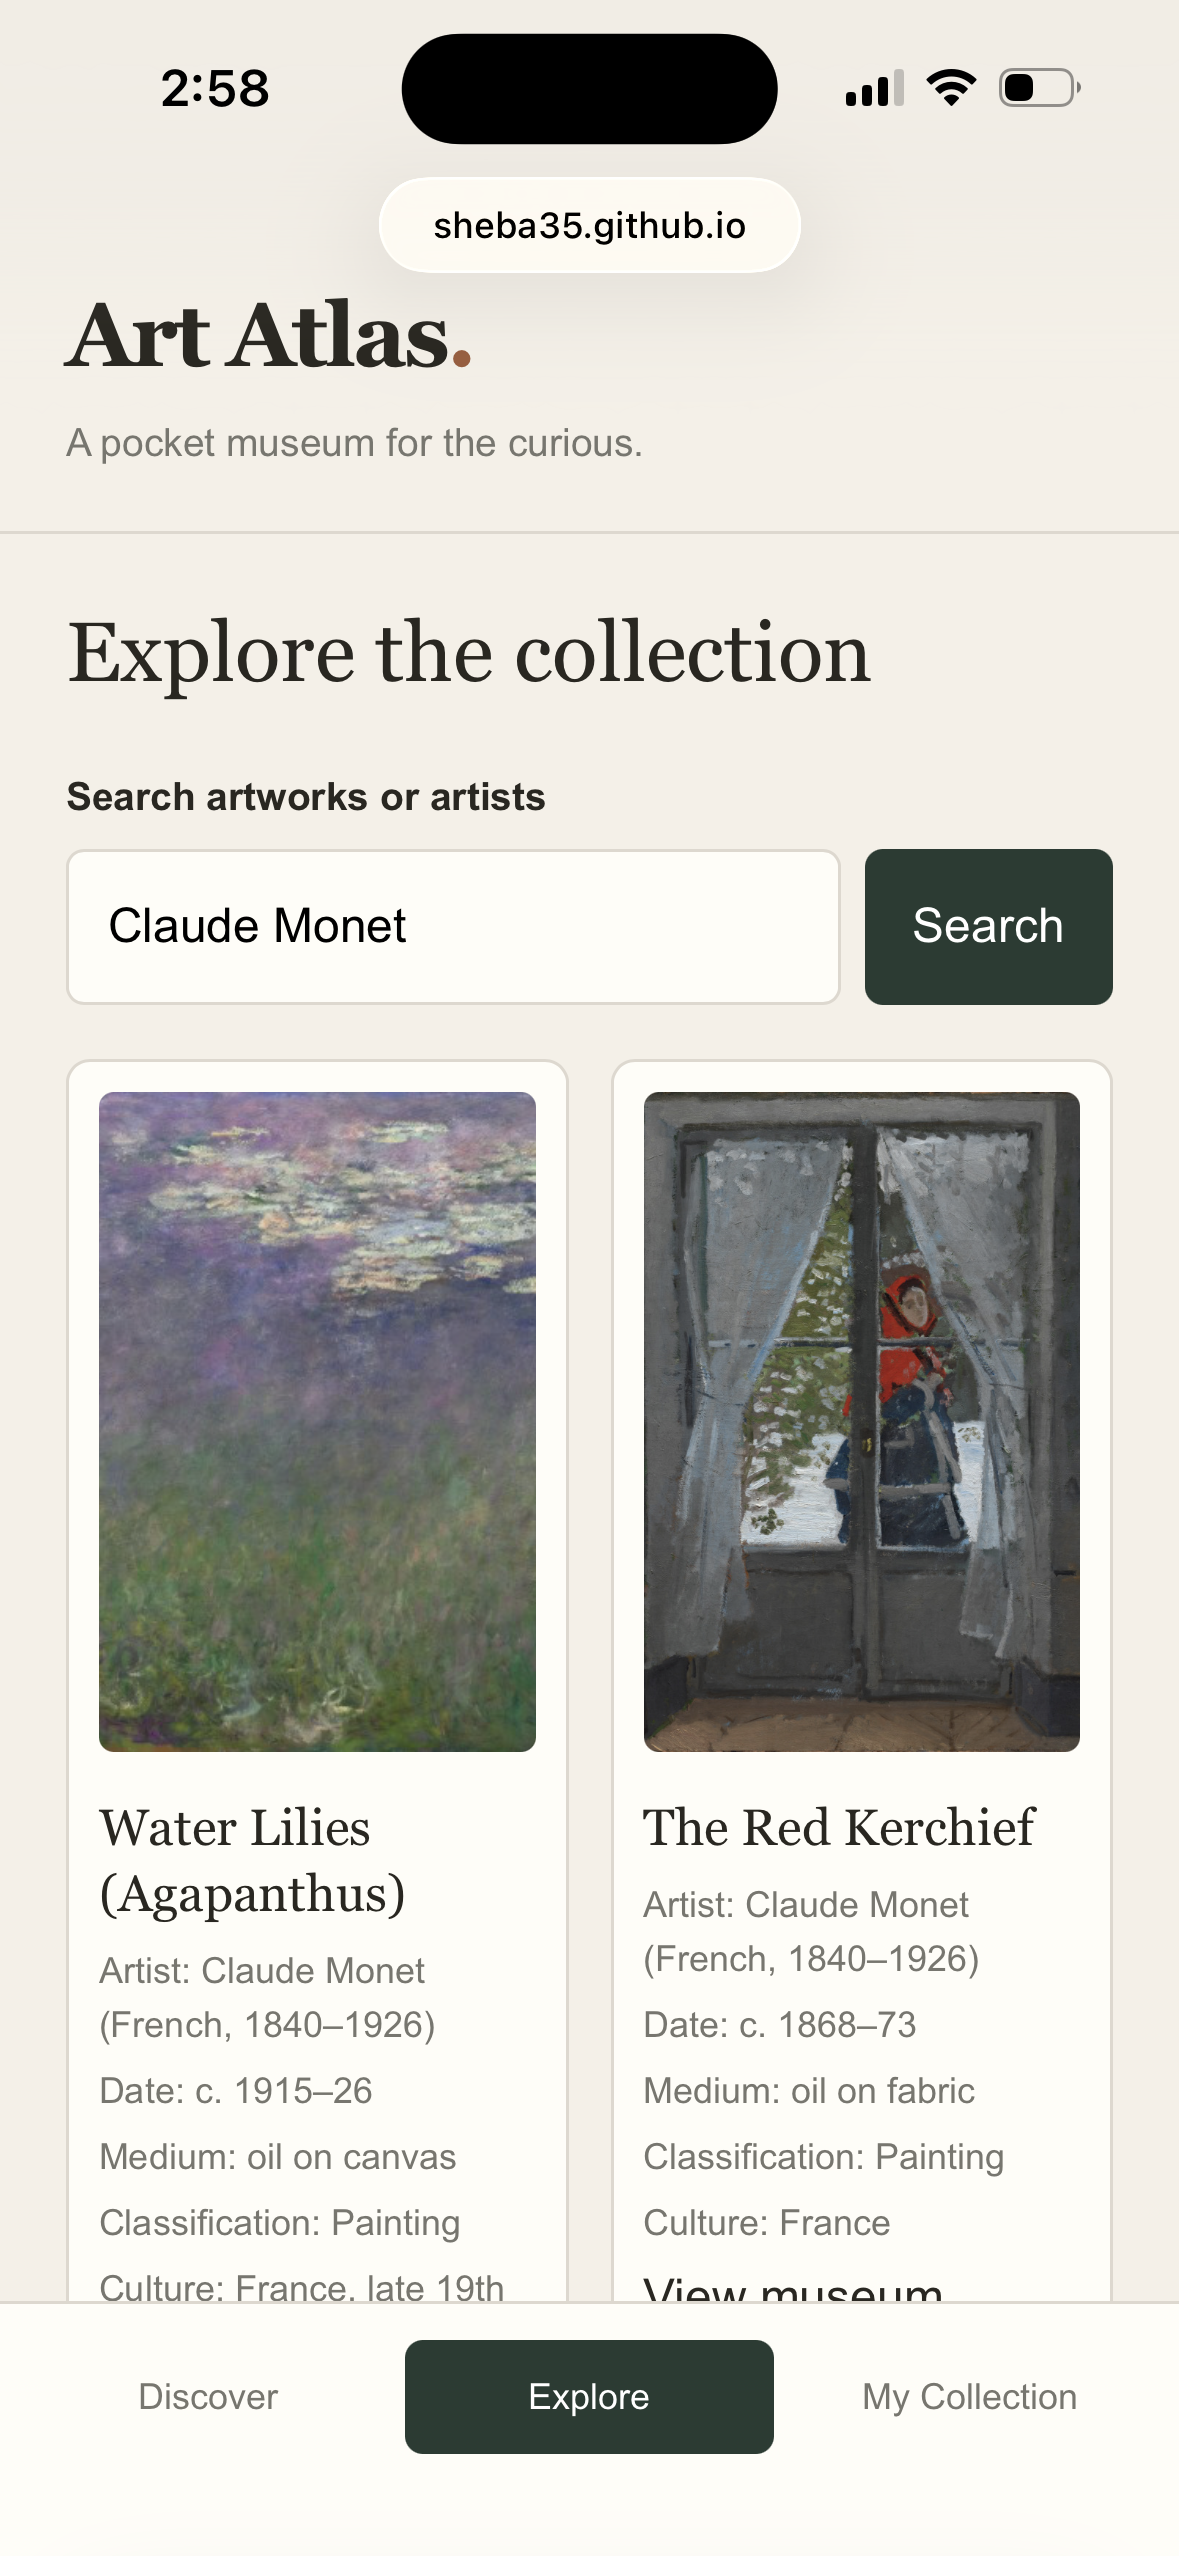 2:58
sheba35.github.io
Art Atlas.
A pocket museum for the curious.
Explore the collection
Search artworks or artists
Claude Monet
Search
Water Lilies
(Agapanthus)
Artist: Claude Monet
(French, 1840–1926)
Date: c. 1915–26
Medium: oil on canvas
Classification: Painting
Culture: France, late 19th
The Red Kerchief
Artist: Claude Monet
(French, 1840–1926)
Date: c. 1868–73
Medium: oil on fabric
Classification: Painting
Culture: France
View museum
Discover
Explore
My Collection